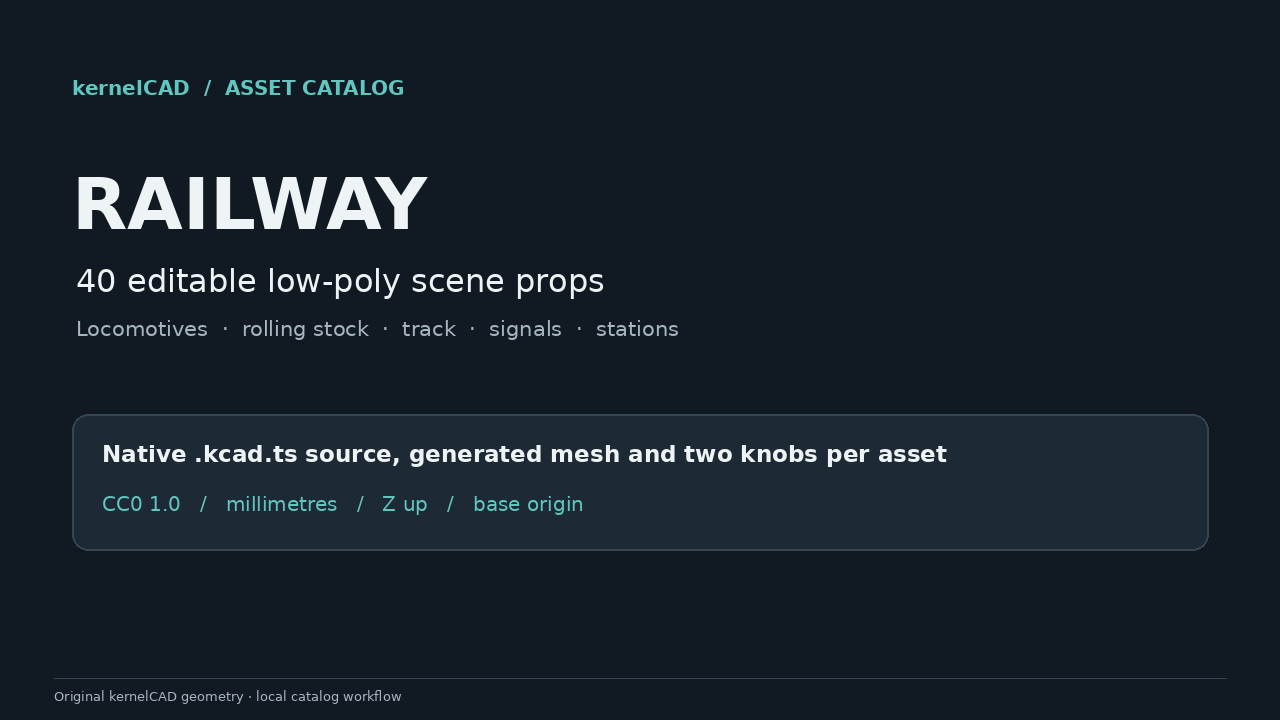 kernelCAD / ASSET CATALOG
RAILWAY
40 editable low-poly scene props
Locomotives · rolling stock · track · signals · stations
Native .kcad.ts source, generated mesh and two knobs per asset
CC0 1.0 / millimetres / Z up / base origin
Original kernelCAD geometry · local catalog workflow